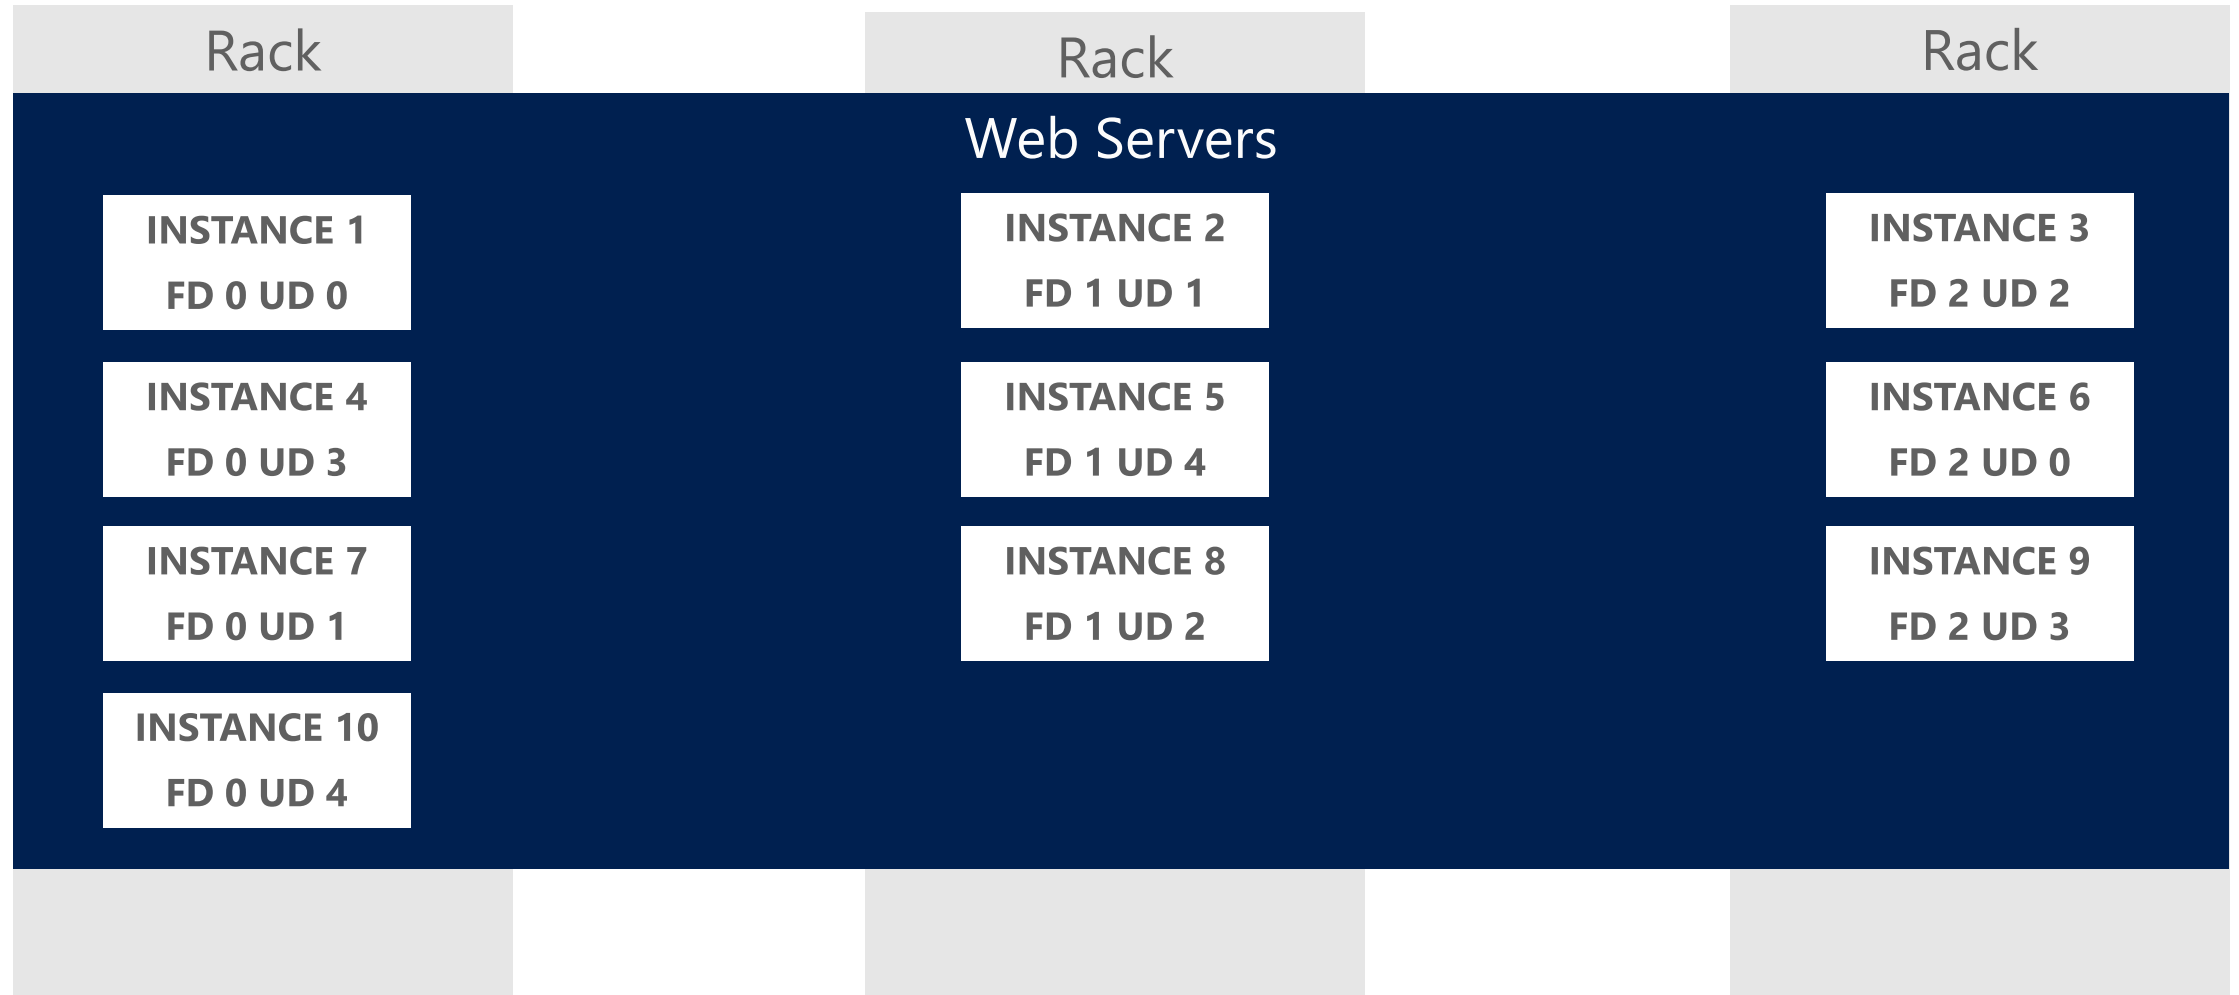 Rack
Rack
Rack
Web Servers
INSTANCE 1
FD 0 UD 0
INSTANCE 2
FD 1 UD 1
INSTANCE 3
FD 2 UD 2
INSTANCE 4
FD 0 UD 3
INSTANCE 5
FD 1 UD 4
INSTANCE 6
FD 2 UD 0
INSTANCE 7
FD 0 UD 1
INSTANCE 8
FD 1 UD 2
INSTANCE 9
FD 2 UD 3
INSTANCE 10
FD 0 UD 4